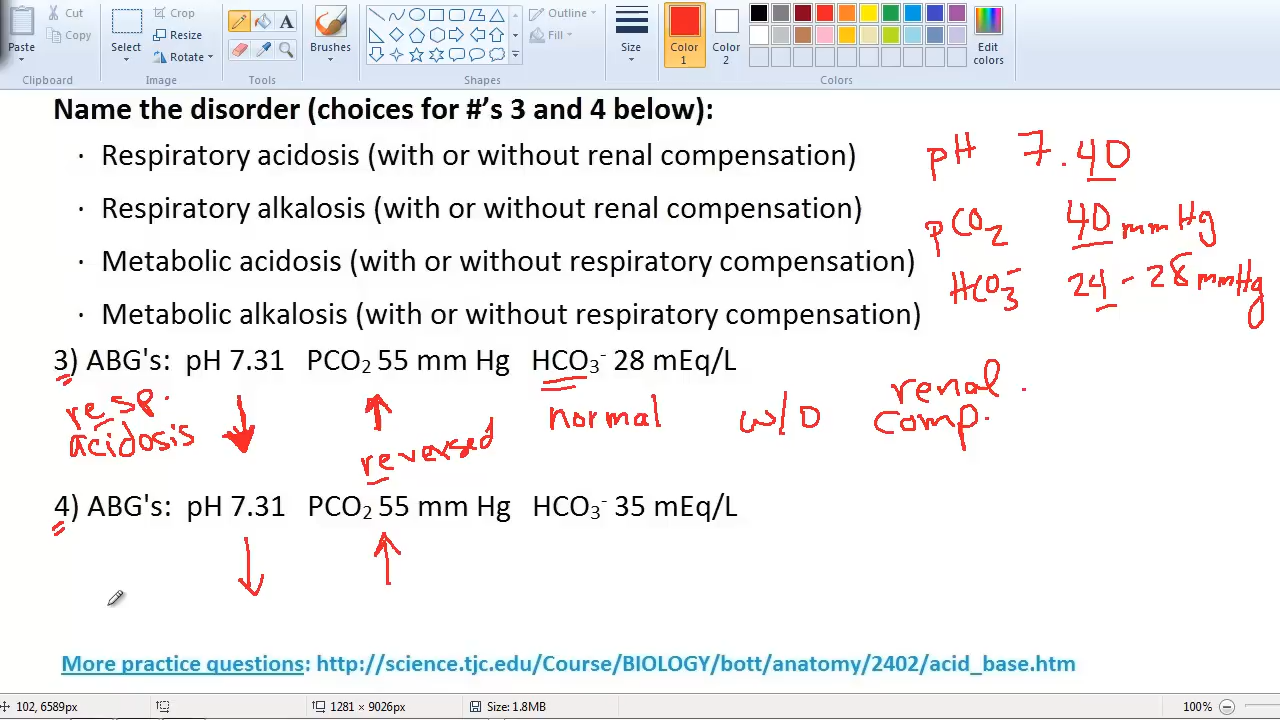 Paste
Cut
Copy
Clipboard
Select
Crop
Resize
Rotate
Image
Tools
Brushes
Shapes
Outline
Fill
Size
Color 1
Color 2
Colors
Edit colors
Name the disorder (choices for #'s 3 and 4 below):
· Respiratory acidosis (with or without renal compensation)
· Respiratory alkalosis (with or without renal compensation)
· Metabolic acidosis (with or without respiratory compensation)
· Metabolic alkalosis (with or without respiratory compensation)
pH 7.40
pCO₂ 40 mmHg
HCO₃⁻ 24 - 28 mmHg
3) ABG's: pH 7.31 PCO₂ 55 mm Hg HCO₃⁻ 28 mEq/L
resp.
acidosis
↓
↑
reversed
normal
w/o
renal
comp.
4) ABG's: pH 7.31 PCO₂ 55 mm Hg HCO₃⁻ 35 mEq/L
↓ ↑
More practice questions: http://science.tjc.edu/Course/BIOLOGY/bott/anatomy/2402/acid_base.htm
102, 6589px
1281 × 9026px
Size: 1.8MB
100%